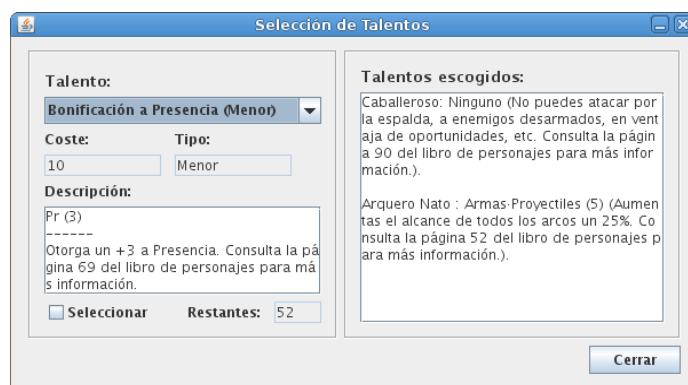 Selección de Talentos
Talento:
Bonificación a Presencia (Menor)
Coste:
Tipo:
10
Menor
Descripción:
Pr (3)
------
Otorga un +3 a Presencia. Consulta la pá
gina 69 del libro de personajes para má
s información.
Seleccionar
Restantes:
52
Talentos escogidos:
Caballeroso: Ninguno (No puedes atacar por
la espalda, a enemigos desarmados, en vent
aja de oportunidades, etc. Consulta la págin
a 90 del libro de personajes para más infor
mación.).
Arquero Nato : Armas·Proyectiles (5) (Aumen
tas el alcance de todos los arcos un 25%. Co
nsulta la página 52 del libro de personajes p
ara más información.).
Cerrar